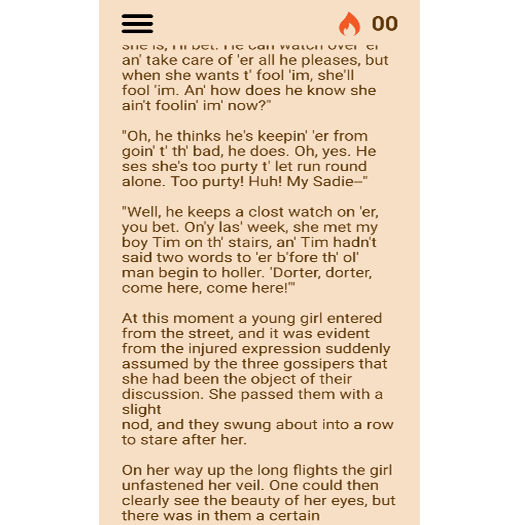 00
she is, I'll bet. He can watch over 'er
an' take care of 'er all he pleases, but
when she wants t' fool 'im, she'll
fool 'im. An' how does he know she
ain't foolin' im' now?"
"Oh, he thinks he's keepin' 'er from
goin' t' th' bad, he does. Oh, yes. He
ses she's too purty t' let run round
alone. Too purty! Huh! My Sadie--"
"Well, he keeps a clost watch on 'er,
you bet. On'y las' week, she met my
boy Tim on th' stairs, an' Tim hadn't
said two words to 'er b'fore th' ol'
man begin to holler. 'Dorter, dorter,
come here, come here!'"
At this moment a young girl entered
from the street, and it was evident
from the injured expression suddenly
assumed by the three gossipers that
she had been the object of their
discussion. She passed them with a
slight
nod, and they swung about into a row
to stare after her.
On her way up the long flights the girl
unfastened her veil. One could then
clearly see the beauty of her eyes, but
there was in them a certain